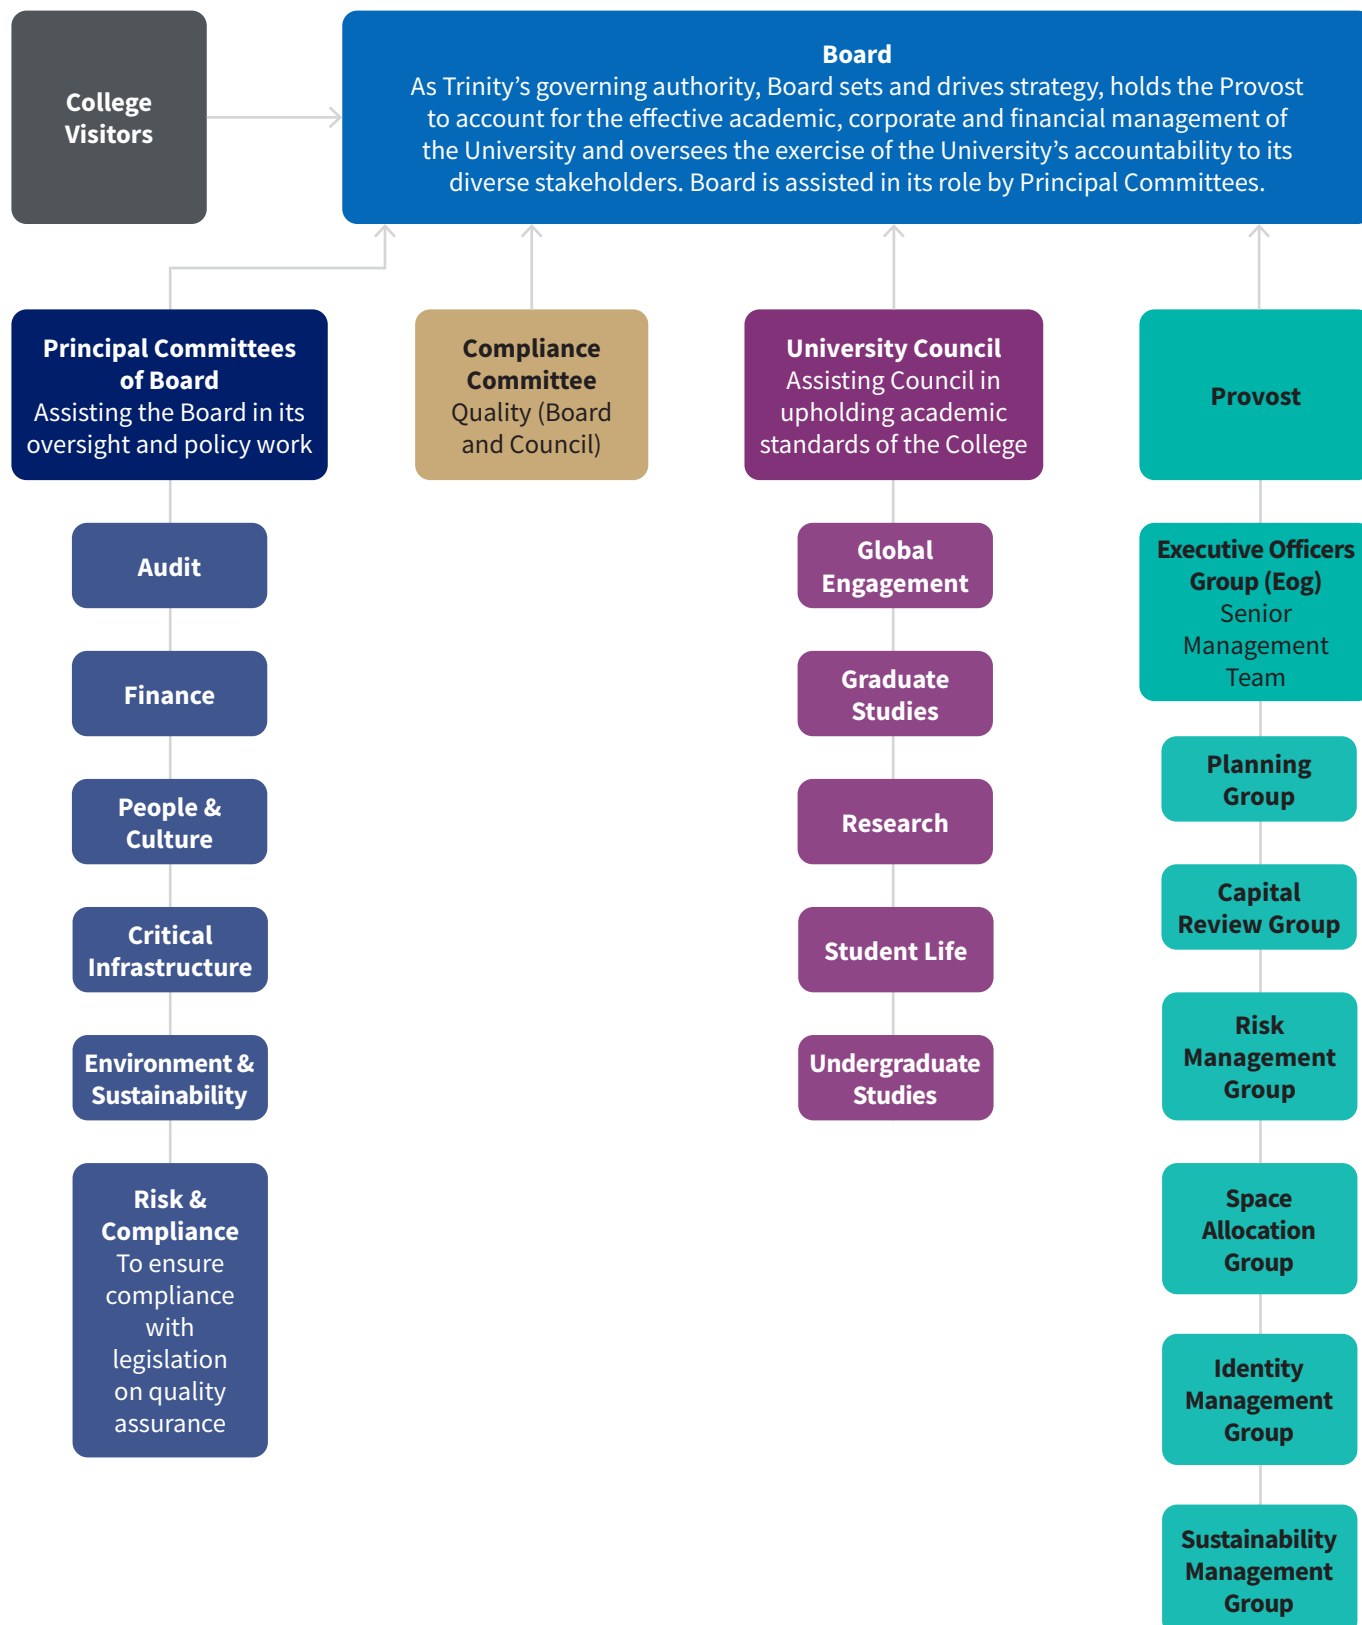 College
Visitors
Board
As Trinity’s governing authority, Board sets and drives strategy, holds the Provost
to account for the effective academic, corporate and financial management of
the University and oversees the exercise of the University’s accountability to its
diverse stakeholders. Board is assisted in its role by Principal Committees.
Principal Committees
of Board
Assisting the Board in its
oversight and policy work
Audit
Finance
People &
Culture
Critical
Infrastructure
Environment &
Sustainability
Risk &
Compliance
To ensure
compliance
with
legislation
on quality
assurance
Compliance
Committee
Quality (Board
and Council)
University Council
Assisting Council in
upholding academic
standards of the College
Global
Engagement
Graduate
Studies
Research
Student Life
Undergraduate
Studies
Provost
Executive Officers
Group (Eog)
Senior
Management
Team
Planning
Group
Capital
Review Group
Risk
Management
Group
Space
Allocation
Group
Identity
Management
Group
Sustainability
Management
Group